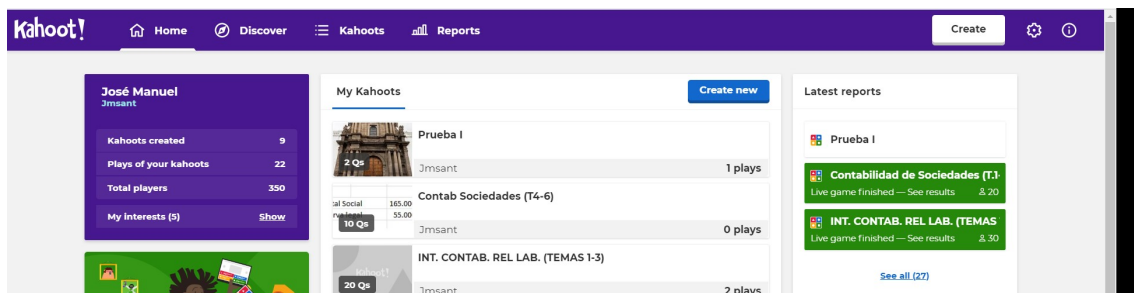 Kahoot!
Home
Discover
Kahoots
Reports
Create
José Manuel
Jmsant
Kahoots created 9
Plays of your kahoots 22
Total players 350
My interests (5) Show
My Kahoots
Create new
2 Qs
Prueba I
Jmsant 1 plays
tal Social 165.00
55.00
10 Qs
Contab Sociedades (T4-6)
Jmsant 0 plays
Kahoot!
20 Qs
INT. CONTAB. REL LAB. (TEMAS 1-3)
Jmsant 2 plays
Latest reports
Prueba I
Contabilidad de Sociedades (T.1-
Live game finished — See results 20
INT. CONTAB. REL LAB. (TEMAS
Live game finished — See results 30
See all (27)